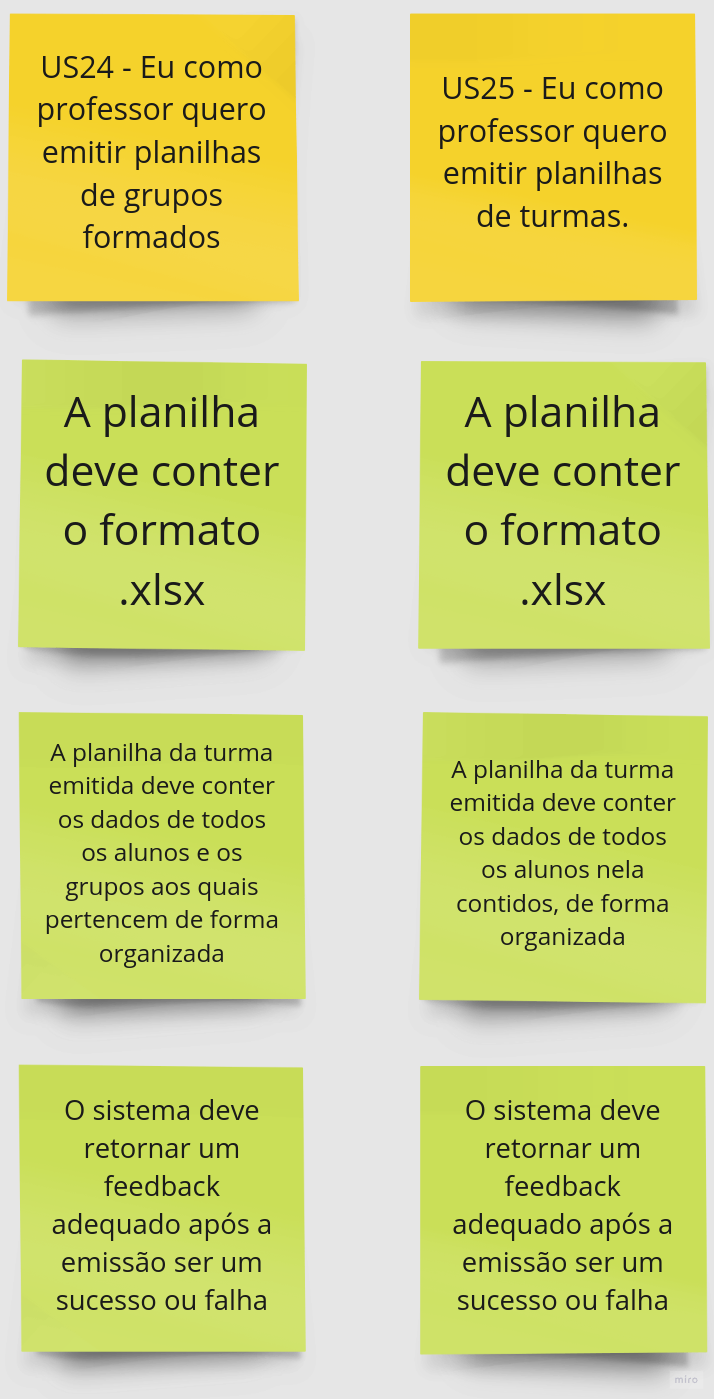 US24 - Eu como
professor quero
emitir planilhas
de grupos
formados
US25 - Eu como
professor quero
emitir planilhas
de turmas.
A planilha
deve conter
o formato
.xlsx
A planilha
deve conter
o formato
.xlsx
A planilha da turma
emitida deve conter
os dados de todos
os alunos e os
grupos aos quais
pertencem de forma
organizada
A planilha da turma
emitida deve conter
os dados de todos
os alunos nela
contidos, de forma
organizada
O sistema deve
retornar um
feedback
adequado após a
emissão ser um
sucesso ou falha
O sistema deve
retornar um
feedback
adequado após a
emissão ser um
sucesso ou falha
miro